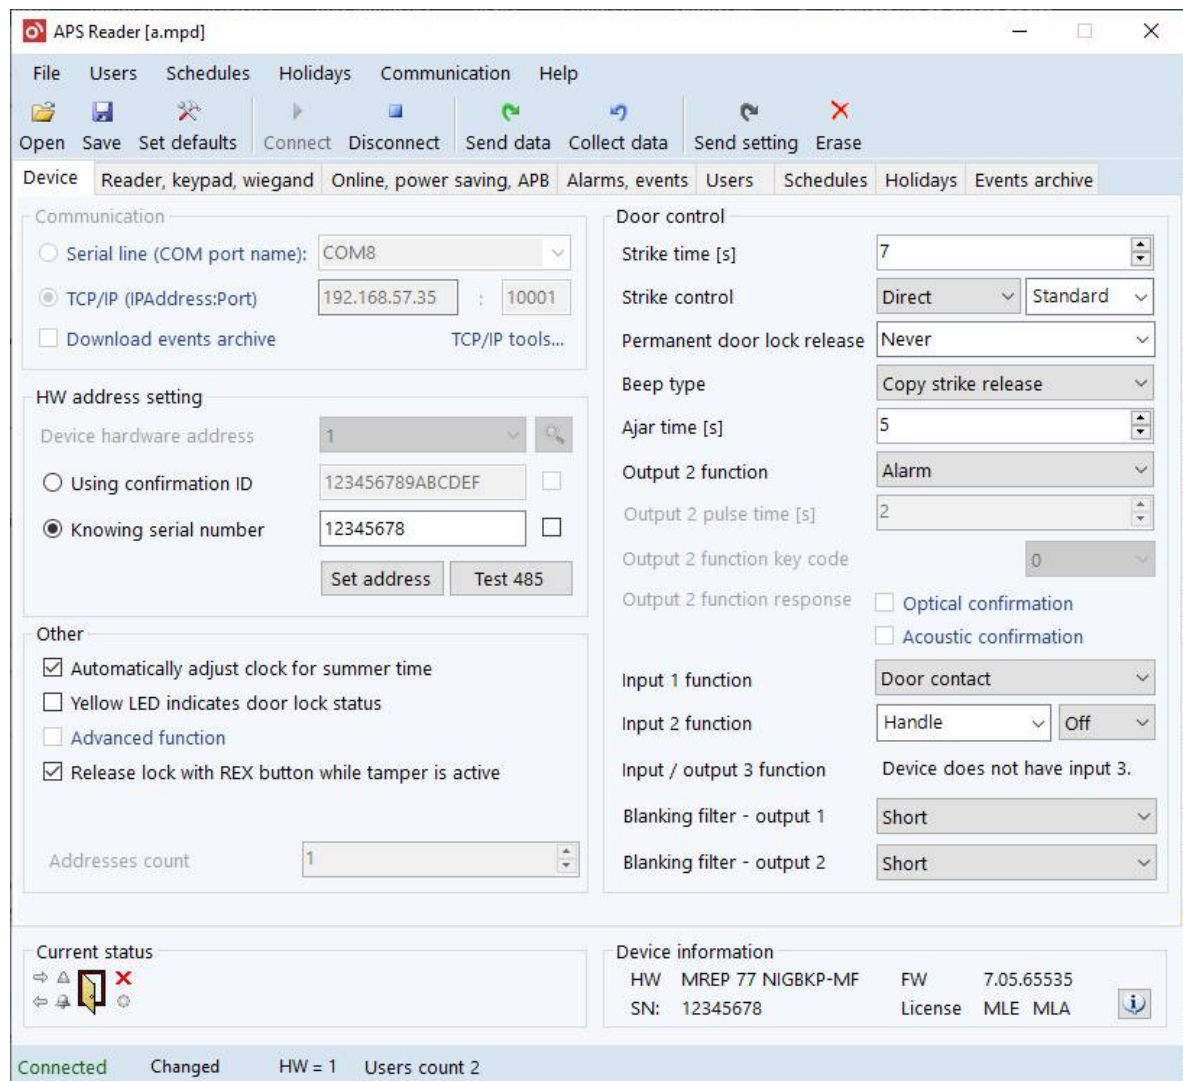 APS Reader [a.mpd]
File Users Schedules Holidays Communication Help
Open Save Set defaults Connect Disconnect Send data Collect data Send setting Erase
Device Reader, keypad, wiegand Online, power saving, APB Alarms, events Users Schedules Holidays Events archive
Communication
Serial line (COM port name): COM8
TCP/IP (IPAddress:Port) 192.168.57.35 : 10001
Download events archive TCP/IP tools...
HW address setting
Device hardware address 1
Using confirmation ID 123456789ABCDEF
Knowing serial number 12345678
Set address Test 485
Other
Automatically adjust clock for summer time
Yellow LED indicates door lock status
Advanced function
Release lock with REX button while tamper is active
Addresses count 1
Door control
Strike time [s] 7
Strike control Direct Standard
Permanent door lock release Never
Beep type Copy strike release
Ajar time [s] 5
Output 2 function Alarm
Output 2 pulse time [s] 2
Output 2 function key code 0
Output 2 function response Optical confirmation
Acoustic confirmation
Input 1 function Door contact
Input 2 function Handle Off
Input / output 3 function Device does not have input 3.
Blanking filter - output 1 Short
Blanking filter - output 2 Short
Current status
Device information
HW MREP 77 NIGBKP-MF FW 7.05.65535
SN: 12345678 License MLE MLA
Connected Changed HW = 1 Users count 2